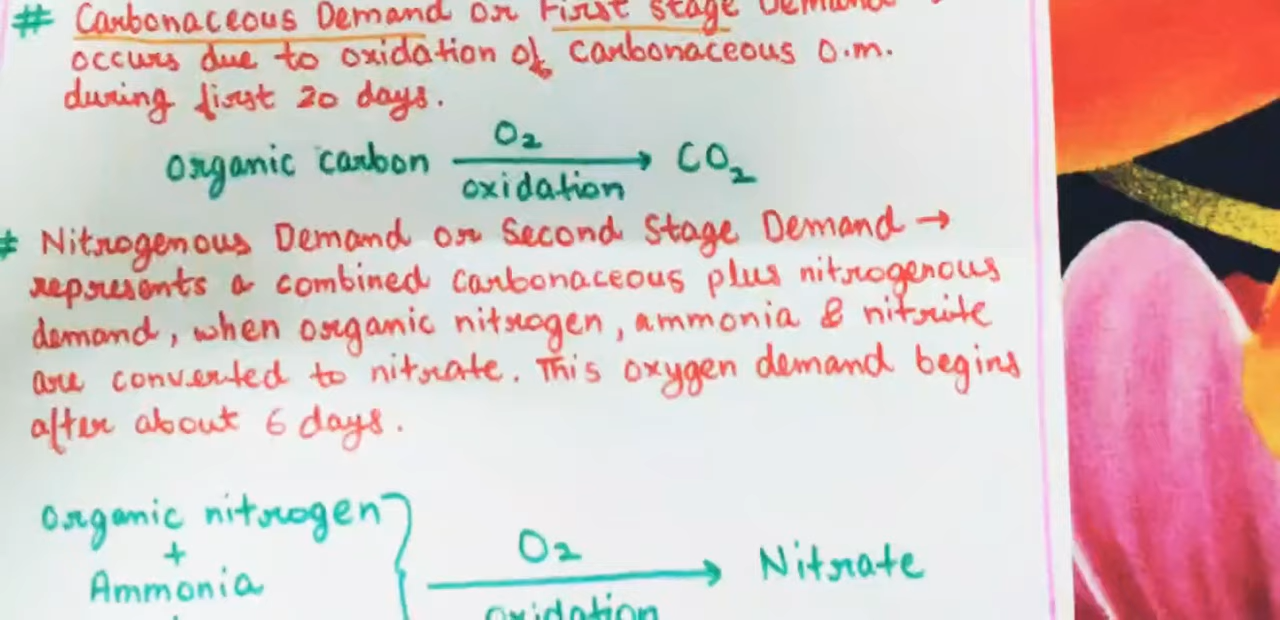 # Carbonaceous Demand or First Stage Demand →
occurs due to oxidation of carbonaceous o.m.
during first 20 days.
organic carbon O₂ oxidation → CO₂
# Nitrogenous Demand or Second Stage Demand →
represents a combined carbonaceous plus nitrogenous
demand, when organic nitrogen, ammonia & nitrite
are converted to nitrate. This oxygen demand begins
after about 6 days.
Organic nitrogen
+
Ammonia
O₂
oxidation
→ Nitrate